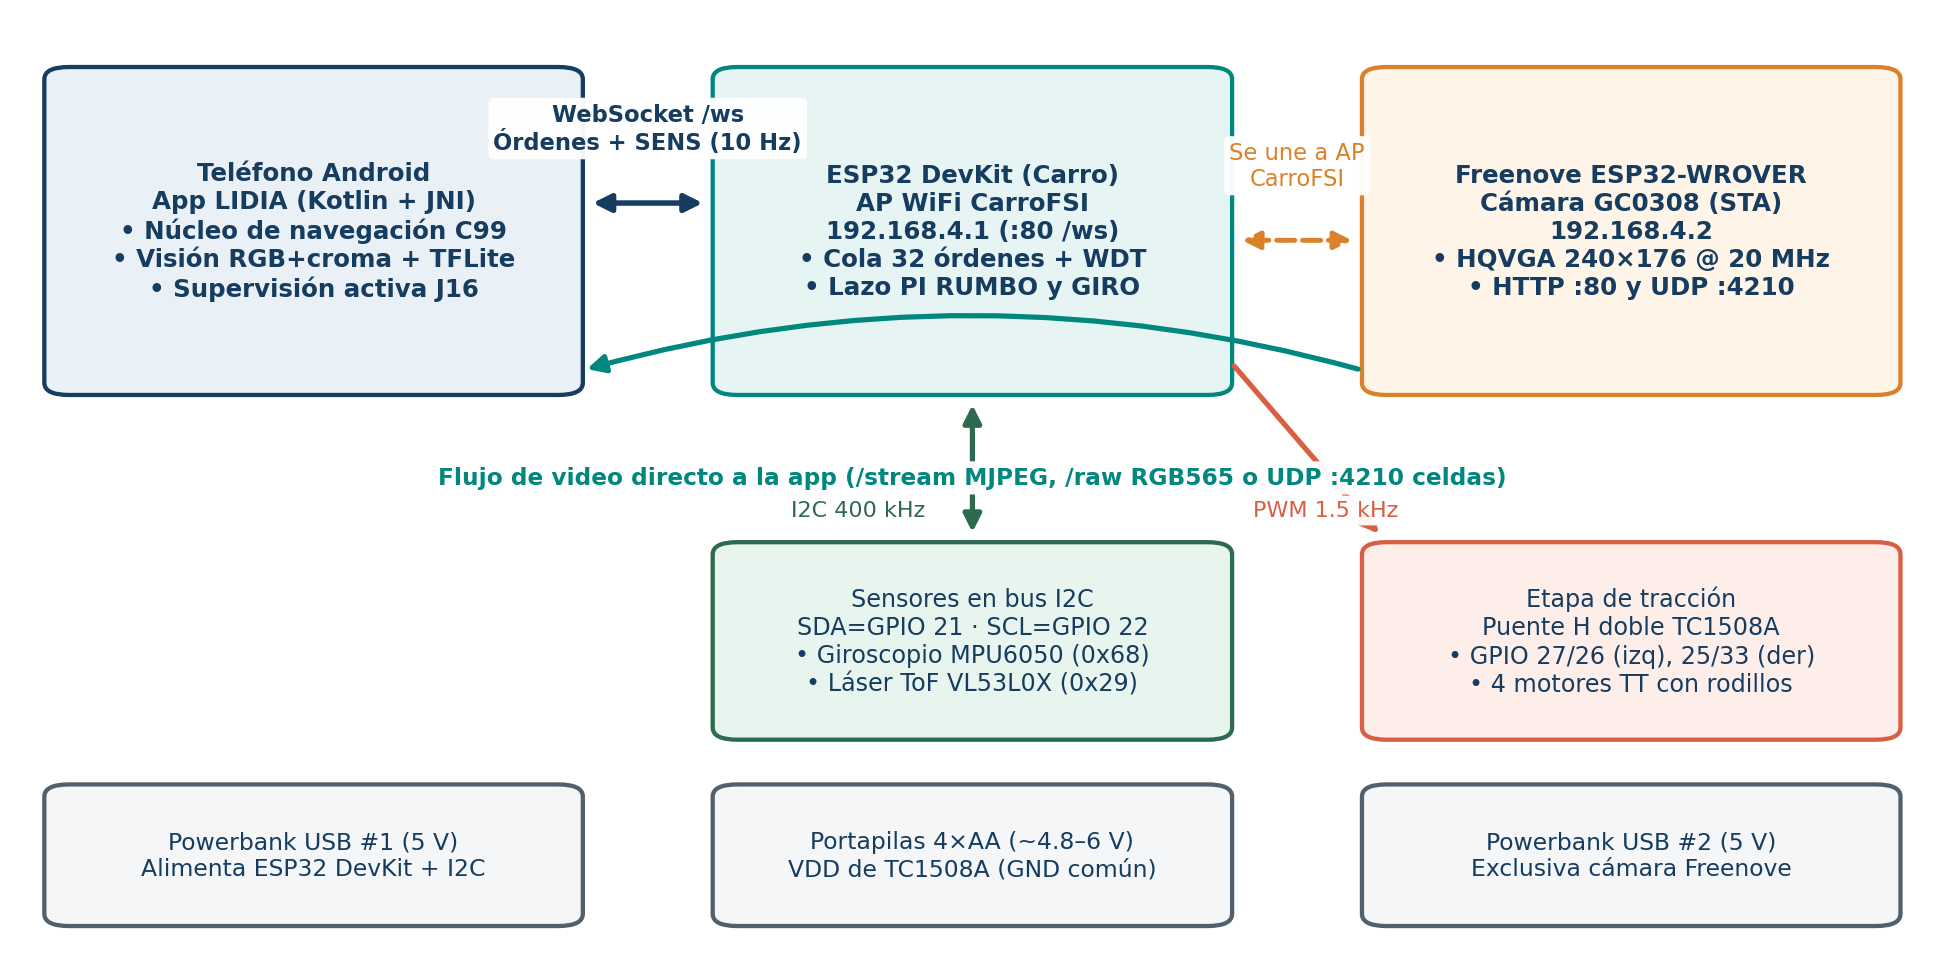 WebSocket /ws
Órdenes + SENS (10 Hz)
Teléfono Android
App LIDIA (Kotlin + JNI)
• Núcleo de navegación C99
• Visión RGB+croma + TFLite
• Supervisión activa J16
ESP32 DevKit (Carro)
AP WiFi CarroFSI
192.168.4.1 (:80 /ws)
• Cola 32 órdenes + WDT
• Lazo PI RUMBO y GIRO
Se une a AP
CarroFSI
Freenove ESP32-WROVER
Cámara GC0308 (STA)
192.168.4.2
• HQVGA 240×176 @ 20 MHz
• HTTP :80 y UDP :4210
Flujo de video directo a la app (/stream MJPEG, /raw RGB565 o UDP :4210 celdas)
I2C 400 kHz
PWM 1.5 kHz
Sensores en bus I2C
SDA=GPIO 21 · SCL=GPIO 22
• Giroscopio MPU6050 (0x68)
• Láser ToF VL53L0X (0x29)
Etapa de tracción
Puente H doble TC1508A
• GPIO 27/26 (izq), 25/33 (der)
• 4 motores TT con rodillos
Powerbank USB #1 (5 V)
Alimenta ESP32 DevKit + I2C
Portapilas 4×AA (~4.8–6 V)
VDD de TC1508A (GND común)
Powerbank USB #2 (5 V)
Exclusiva cámara Freenove